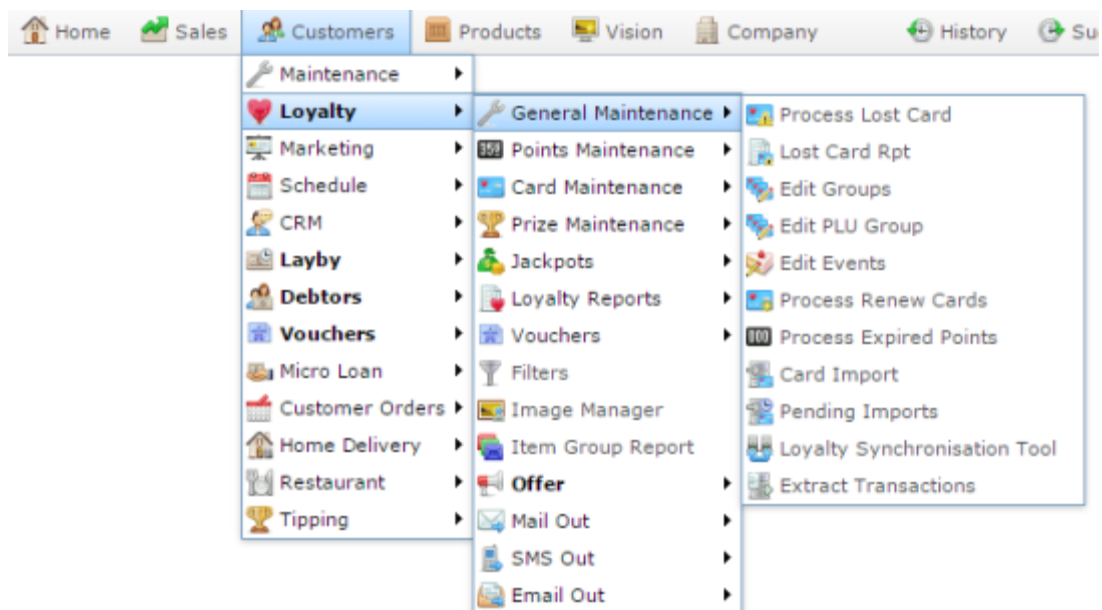 Home Sales Customers Products Vision Company History
Maintenance
Loyalty
Marketing
Schedule
CRM
Layby
Debtors
Vouchers
Micro Loan
Customer Orders
Home Delivery
Restaurant
Tipping
General Maintenance
Points Maintenance
Card Maintenance
Prize Maintenance
Jackpots
Loyalty Reports
Vouchers
Filters
Image Manager
Item Group Report
Offer
Mail Out
SMS Out
Email Out
Process Lost Card
Lost Card Rpt
Edit Groups
Edit PLU Group
Edit Events
Process Renew Cards
Process Expired Points
Card Import
Pending Imports
Loyalty Synchronisation Tool
Extract Transactions